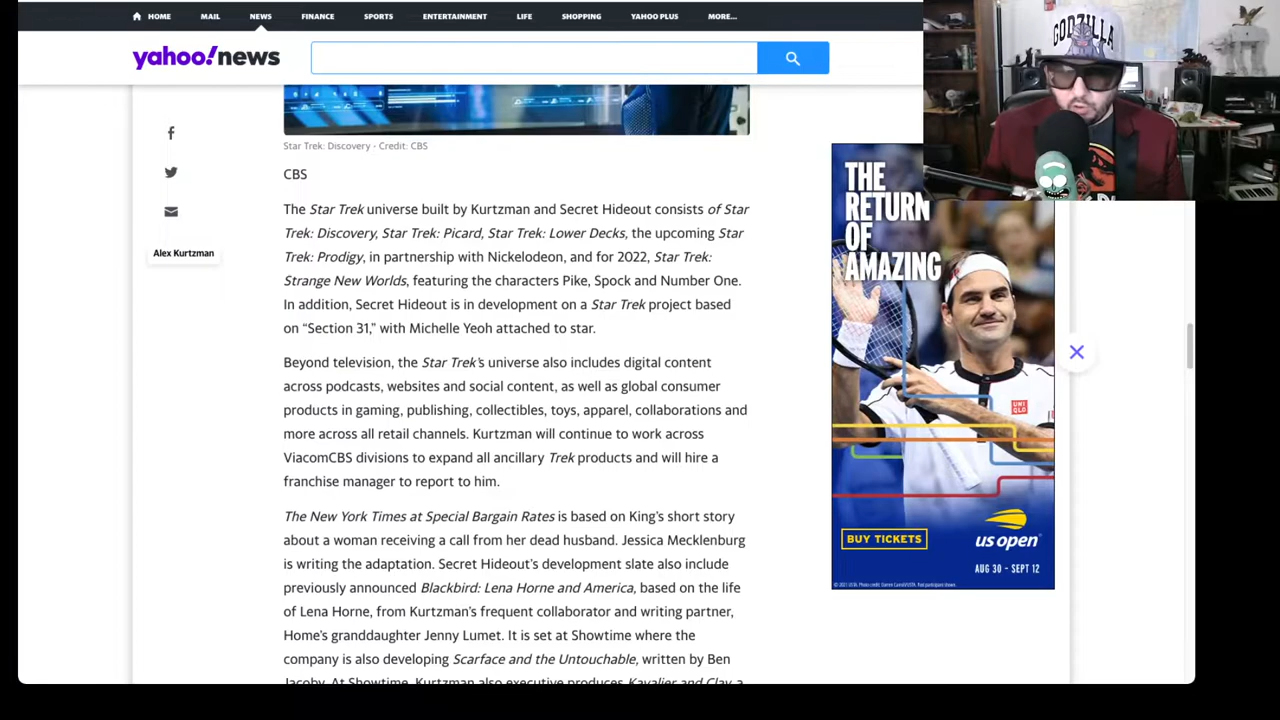 HOME MAIL NEWS FINANCE SPORTS ENTERTAINMENT LIFE SHOPPING YAHOO PLUS MORE...
yahoo!news
GODZILLA
Star Trek: Discovery - Credit: CBS
CBS
The Star Trek universe built by Kurtzman and Secret Hideout consists of Star
Trek: Discovery, Star Trek: Picard, Star Trek: Lower Decks, the upcoming Star
Trek: Prodigy, in partnership with Nickelodeon, and for 2022, Star Trek:
Strange New Worlds, featuring the characters Pike, Spock and Number One.
In addition, Secret Hideout is in development on a Star Trek project based
on “Section 31,” with Michelle Yeoh attached to star.
Alex Kurtzman
Beyond television, the Star Trek’s universe also includes digital content
across podcasts, websites and social content, as well as global consumer
products in gaming, publishing, collectibles, toys, apparel, collaborations and
more across all retail channels. Kurtzman will continue to work across
ViacomCBS divisions to expand all ancillary Trek products and will hire a
franchise manager to report to him.
The New York Times at Special Bargain Rates is based on King’s short story
about a woman receiving a call from her dead husband. Jessica Mecklenburg
is writing the adaptation. Secret Hideout’s development slate also include
previously announced Blackbird: Lena Horne and America, based on the life
of Lena Horne, from Kurtzman’s frequent collaborator and writing partner,
Horne’s granddaughter Jenny Lumet. It is set at Showtime where the
company is also developing Scarface and the Untouchable, written by Ben
Jacoby. At Showtime, Kurtzman also executive produces Kavalier and Clay, a
THE
RETURN
OF
AMAZING
UNI
QLO
BUY TICKETS
us open
AUG 30 - SEPT 12